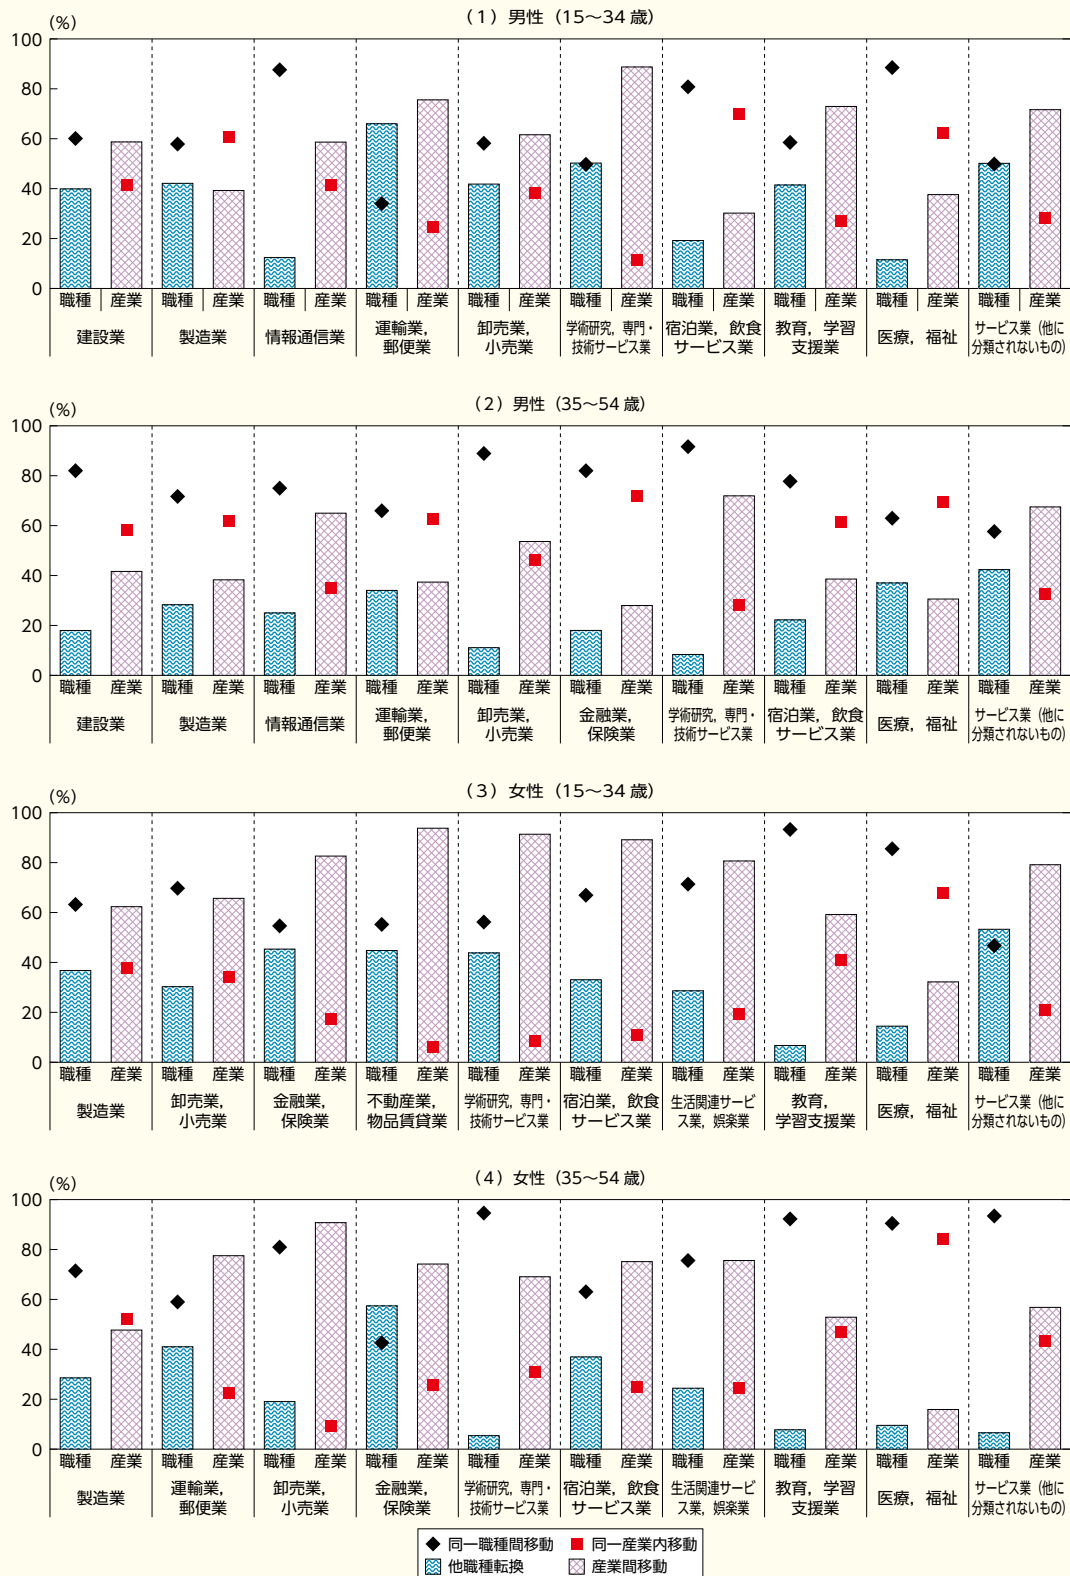 (1) 男性(15~34歳)
(%)
100
80
60
40
20
0
職種 産業 職種 産業 職種 産業 職種 産業 職種 産業 職種 産業 職種 産業 職種 産業 職種 産業 職種 産業
建設業 製造業 情報通信業 運輸業,郵便業 卸売業,小売業 学術研究,専門・技術サービス業 宿泊業,飲食サービス業 教育,学習支援業 医療,福祉 サービス業(他に分類されないもの)
(2) 男性(35~54歳)
(%)
100
80
60
40
20
0
職種 産業 職種 産業 職種 産業 職種 産業 職種 産業 職種 産業 職種 産業 職種 産業 職種 産業 職種 産業
建設業 製造業 情報通信業 運輸業,郵便業 卸売業,小売業 金融業,保険業 学術研究,専門・技術サービス業 宿泊業,飲食サービス業 医療,福祉 サービス業(他に分類されないもの)
(3) 女性(15~34歳)
(%)
100
80
60
40
20
0
職種 産業 職種 産業 職種 産業 職種 産業 職種 産業 職種 産業 職種 産業 職種 産業 職種 産業 職種 産業
製造業 卸売業,小売業 金融業,保険業 不動産業,物品賃貸業 学術研究,専門・技術サービス業 宿泊業,飲食サービス業 生活関連サービス業,娯楽業 教育,学習支援業 医療,福祉 サービス業(他に分類されないもの)
(4) 女性(35~54歳)
(%)
100
80
60
40
20
0
職種 産業 職種 産業 職種 産業 職種 産業 職種 産業 職種 産業 職種 産業 職種 産業 職種 産業 職種 産業
製造業 運輸業,郵便業 卸売業,小売業 金融業,保険業 学術研究,専門・技術サービス業 宿泊業,飲食サービス業 生活関連サービス業,娯楽業 教育,学習支援業 医療,福祉 サービス業(他に分類されないもの)
同一職種間移動 同一産業内移動
他職種転換 産業間移動